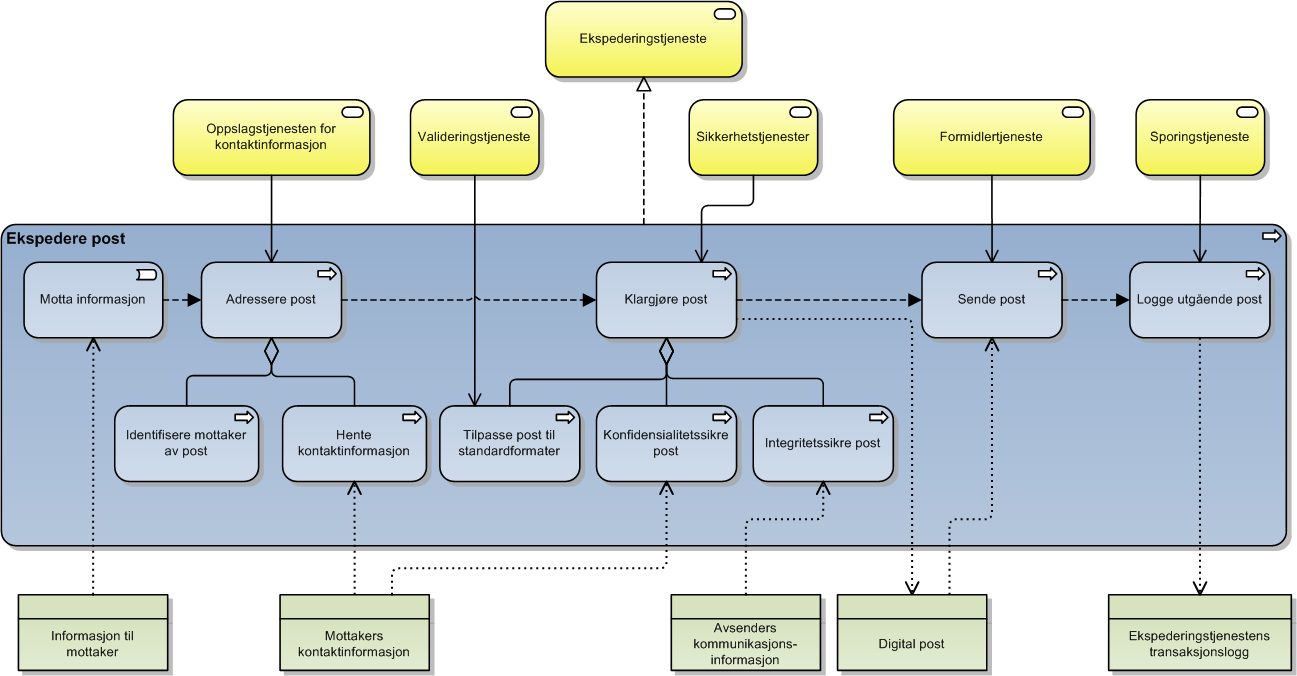 Ekspederingstjeneste
Oppslagstjenesten for
kontaktinformasjon
Valideringstjeneste
Sikkerhetstjenester
Formidlertjeneste
Sporingstjeneste
Ekspedere post
Motta informasjon
Adressere post
Klargjøre post
Sende post
Logge utgående post
Identifisere mottaker
av post
Hente
kontaktinformasjon
Tilpasse post til
standardformater
Konfidensialitetssikre
post
Integritetssikre post
Informasjon til
mottaker
Mottakers
kontaktinformasjon
Avsenders
kommunikasjons-
informasjon
Digital post
Ekspederingstjenestens
transaksjonslogg